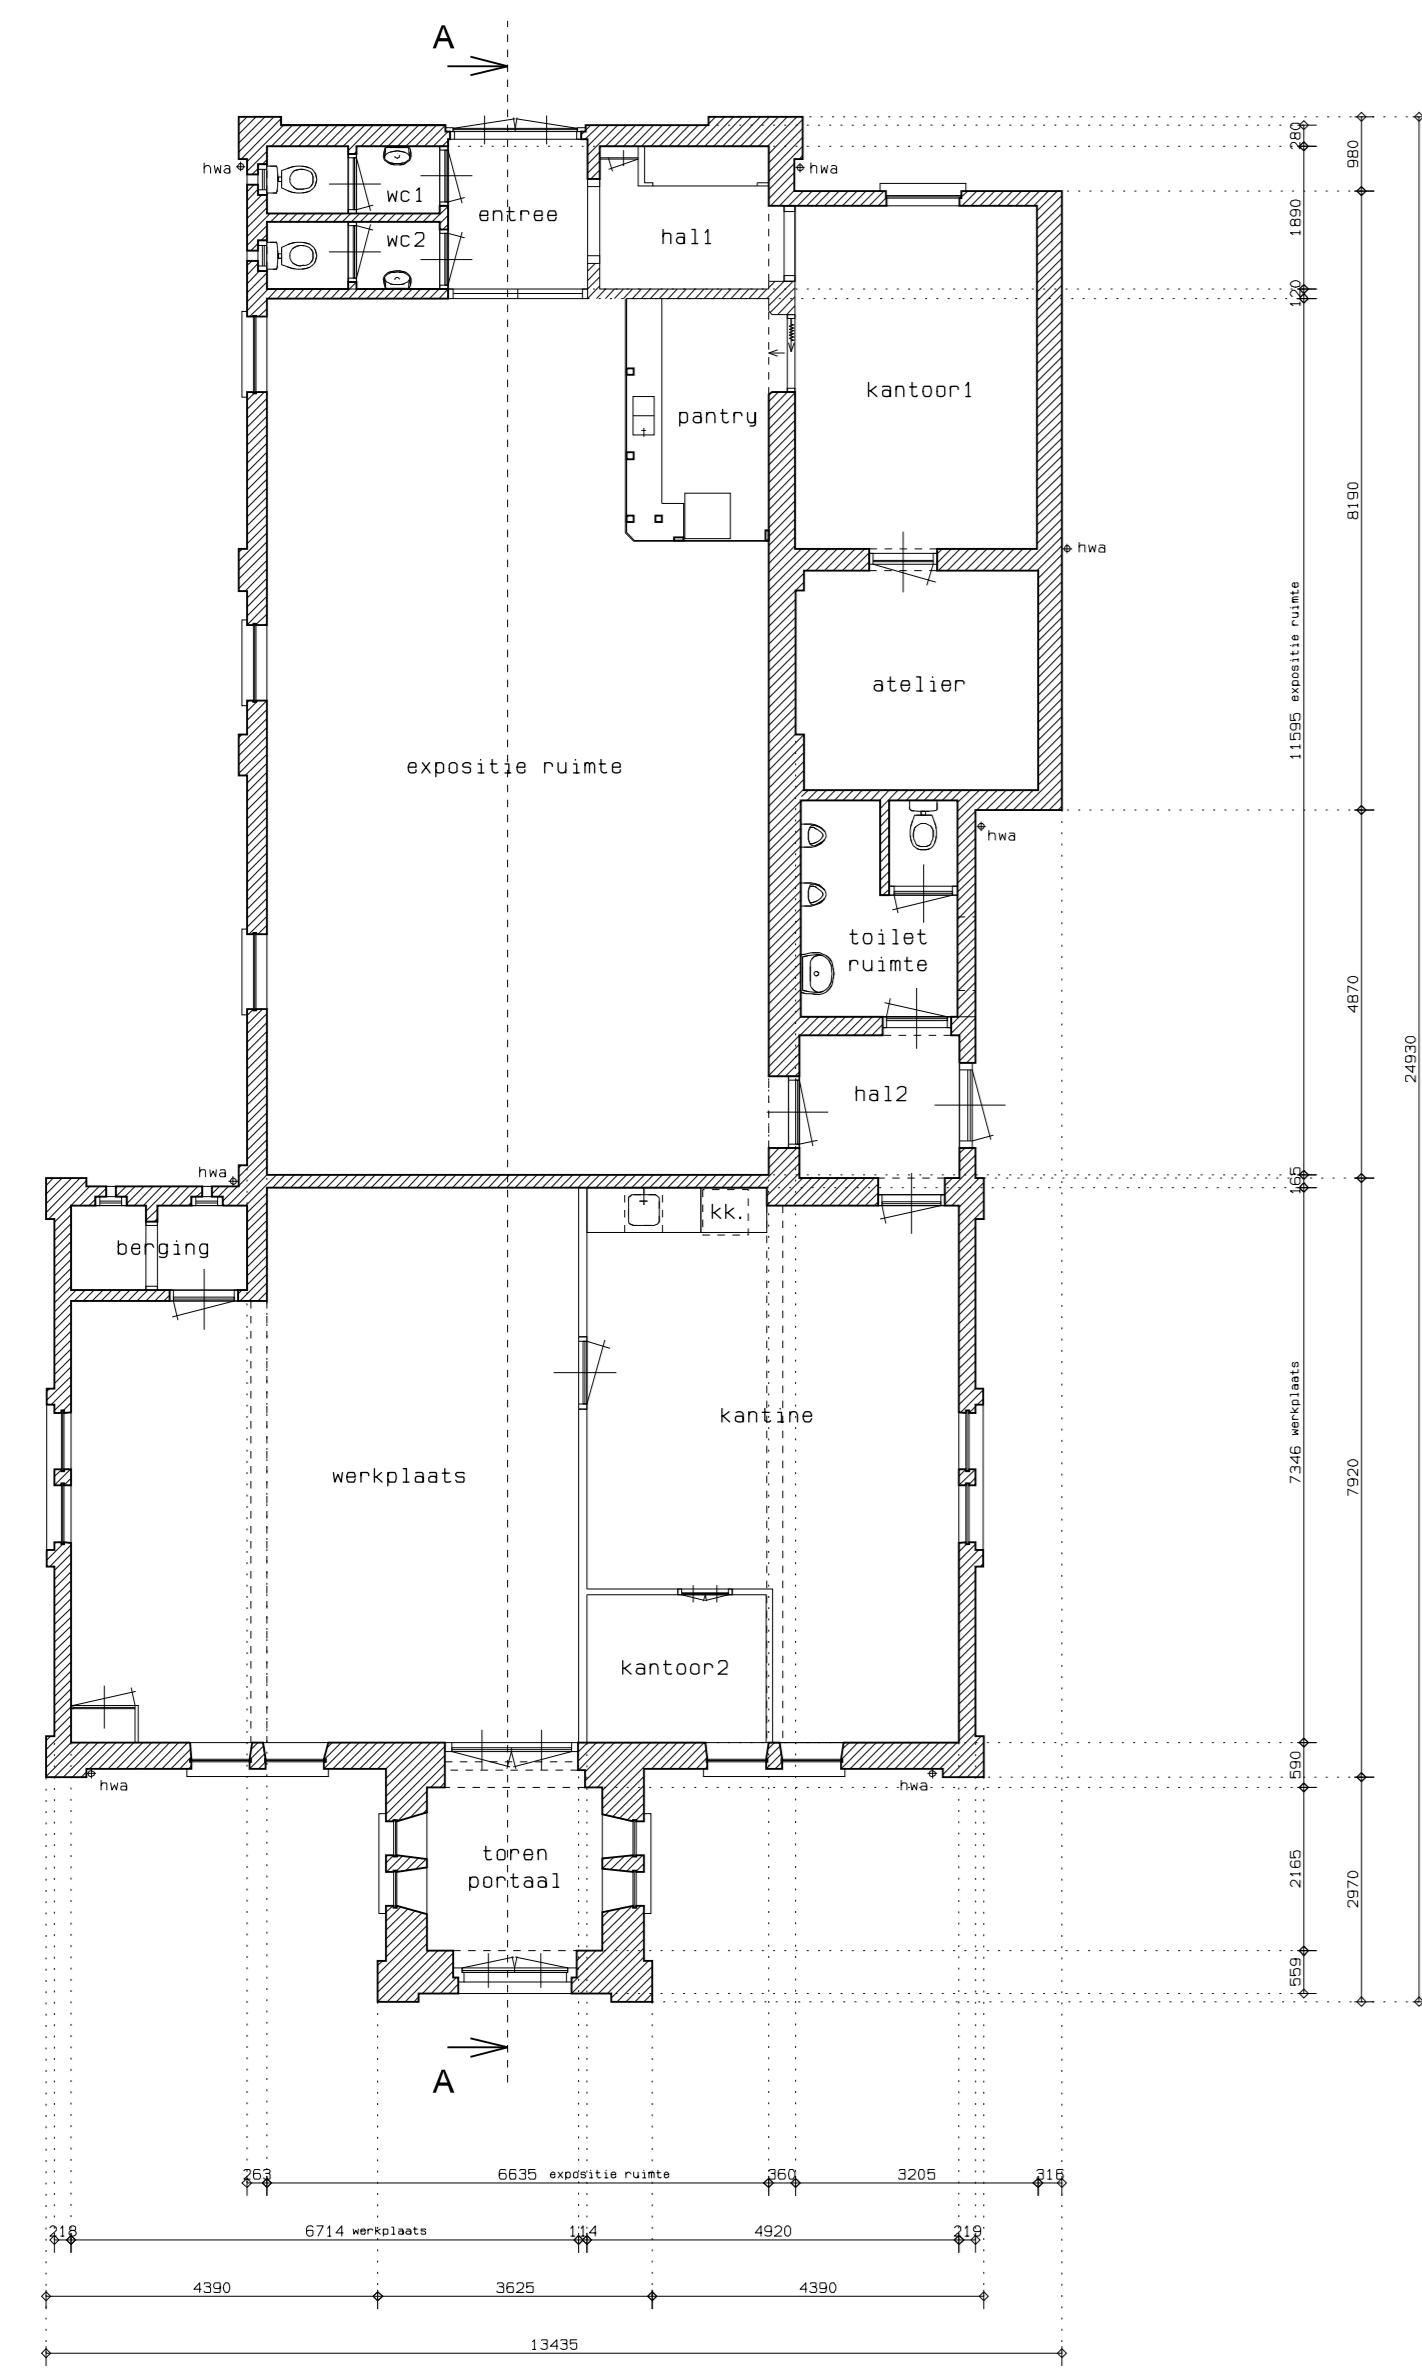 A
hwa
hwa
wc1
entree
wc2
hal1
kantoor1
pantry
hwa
atelier
expositie ruimte
hwa
toilet
ruimte
hal2
hwa
kk.
berging
kantine
werkplaats
kantoor2
hwa
hwa
toren
portaal
A
280
980
1890
120
8190
11595 expositie ruimte
4870
24930
165
7346 werkplaats
7920
590
2165
2970
559
263
6635 expositie ruimte
360
3205
316
218
6714 werkplaats
114
4920
219
4390
3625
4390
13435